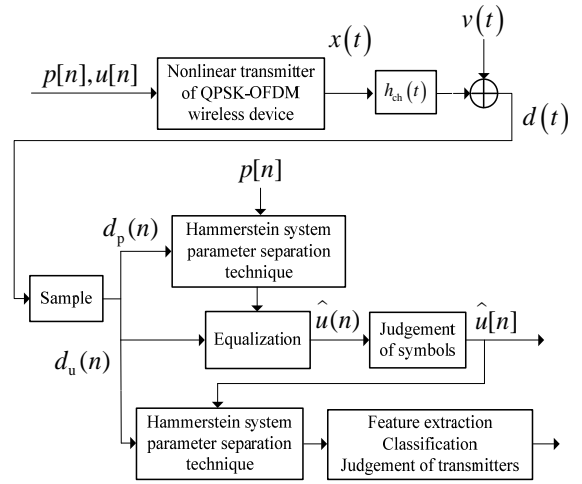 x(t)
v(t)
p[n],u[n]
Nonlinear transmitter
of QPSK-OFDM
wireless device
h_ch(t)
d(t)
p[n]
d_p(n)
Hammerstein system
parameter separation
technique
Sample
Equalization
û(n)
Judgement
of symbols
û[n]
d_u(n)
Hammerstein system
parameter separation
technique
Feature extraction
Classification
Judgement of transmitters